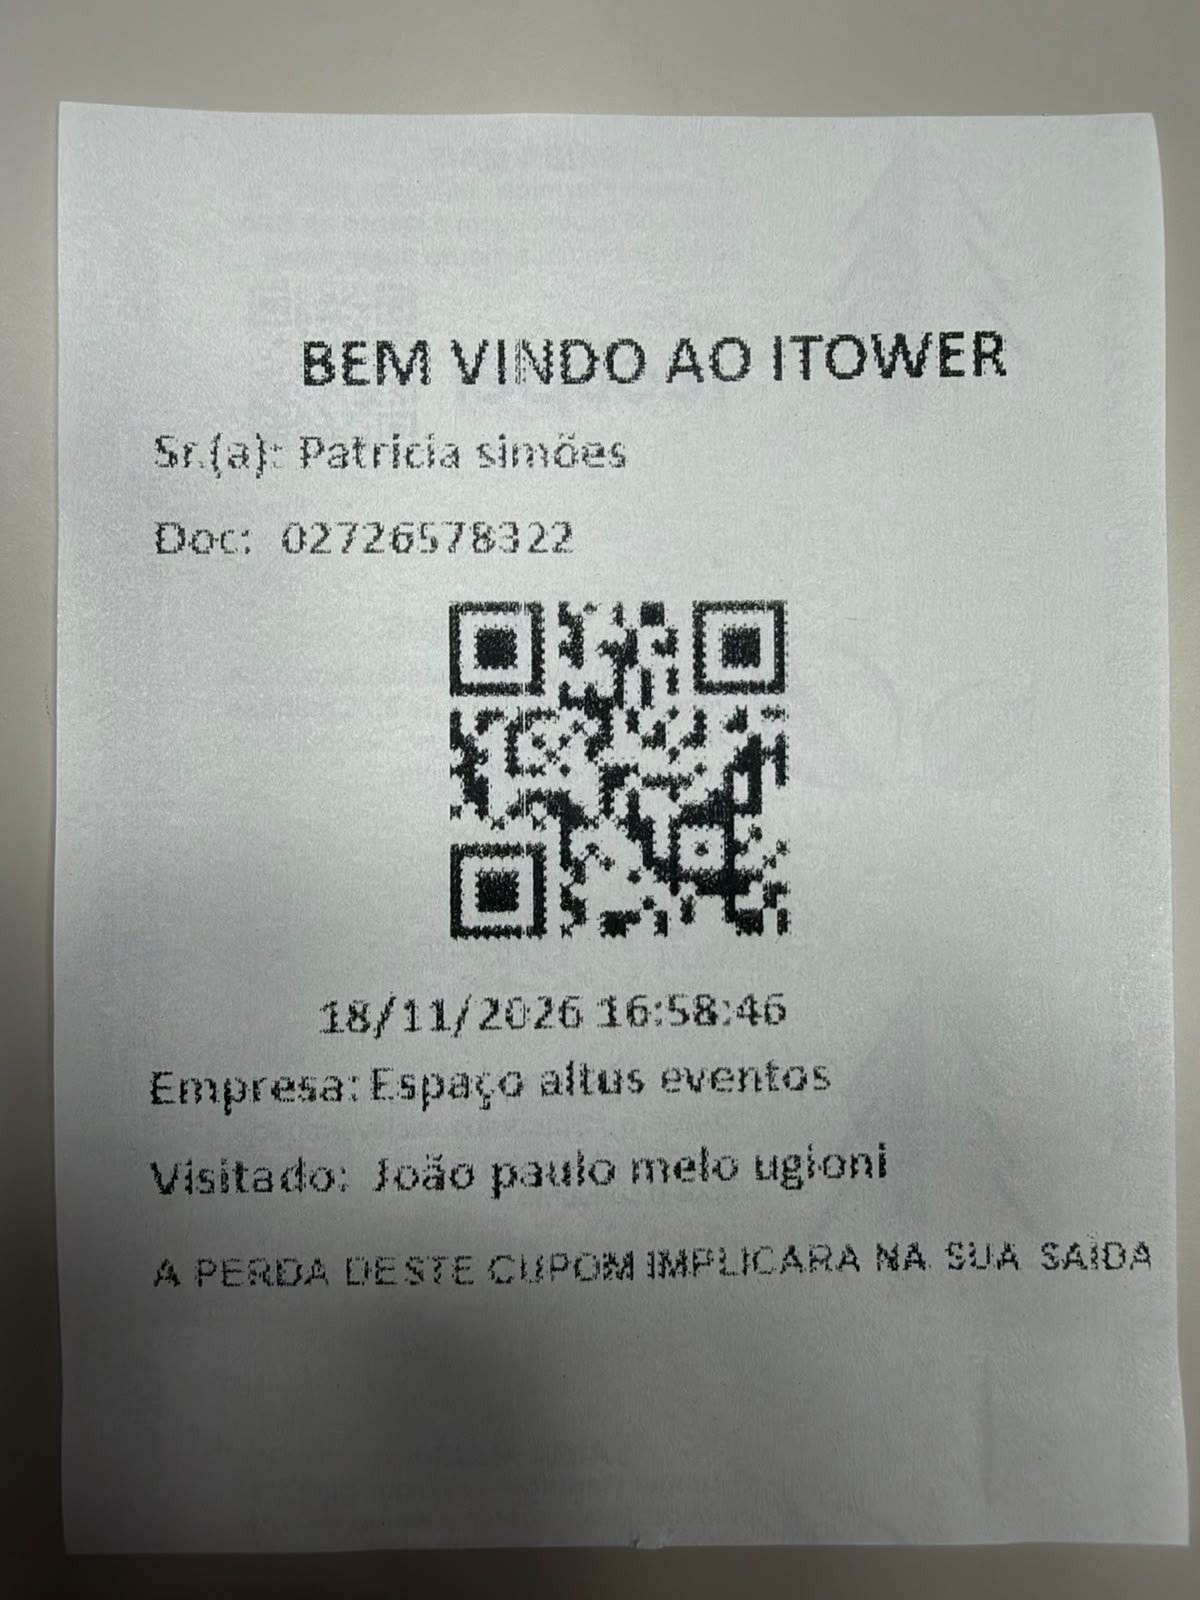 BEM VINDO AO ITOWER
Sr.(a): Patricia simões
Doc: 02726578322
18/11/2026 16:58:46
Empresa: Espaço altus eventos
Visitado: João paulo melo ugioni
A PERDA DESTE CUPOM IMPLICARA NA SUA SAIDA